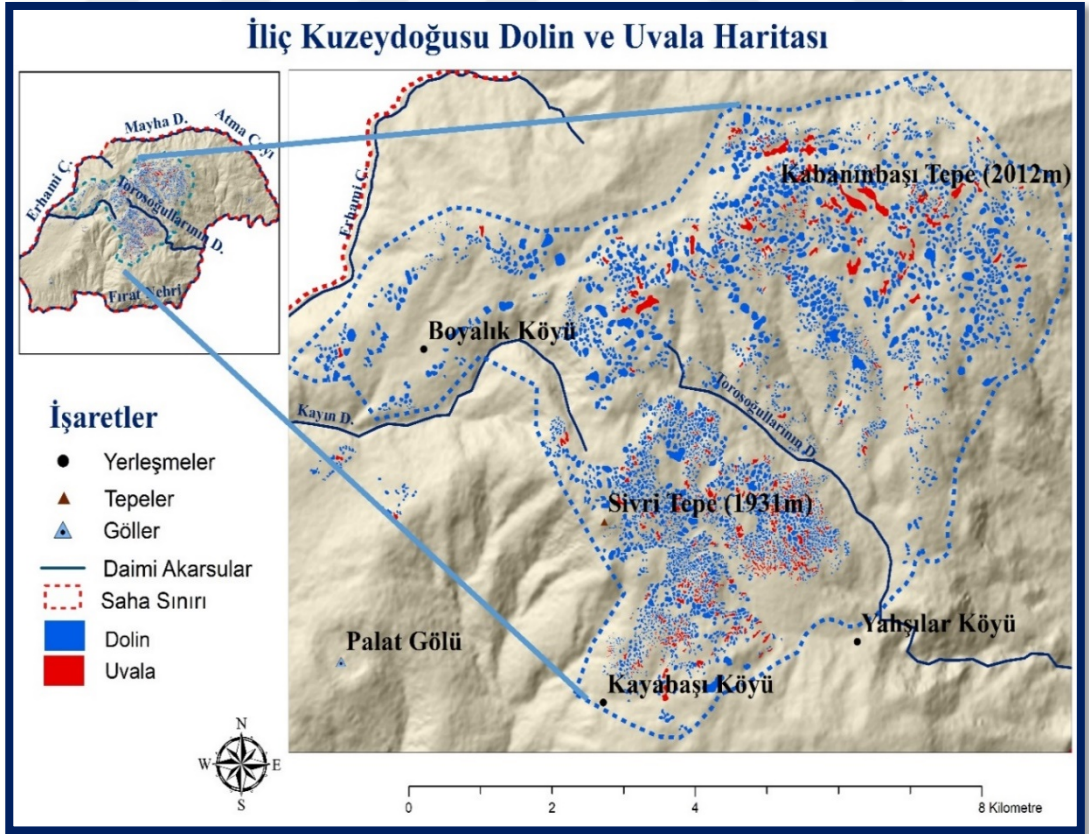 İliç Kuzeydoğusu Dolin ve Uvala Haritası
Mayha D.
Atma Çayı
Erhami Ç.
Torosoğullarının D.
Fırat Nehri
Erhami Ç.
Kabanınbaşı Tepe (2012m)
Boyalık Köyü
Kayın D.
Torosoğullarının D.
Sivri Tepe (1931m)
Palat Gölü
Yahşılar Köyü
Kayabaşı Köyü
İşaretler
Yerleşmeler
Tepeler
Göller
Daimi Akarsular
Saha Sınırı
Dolin
Uvala
N
W E
S
0 2 4 8 Kilometre